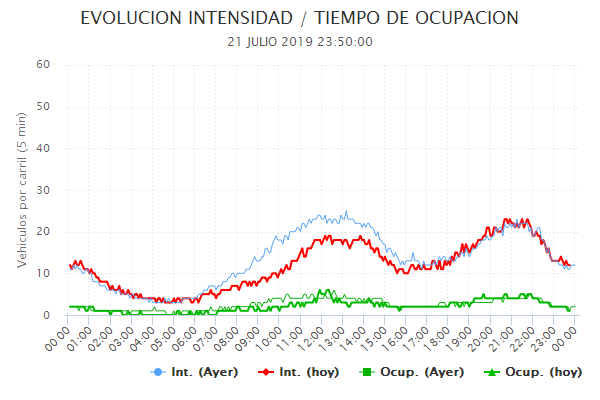 EVOLUCION INTENSIDAD / TIEMPO DE OCUPACION
21 JULIO 2019 23:50:00
Vehiculos por carril (5 min)
60
50
40
30
20
10
0
00:00 01:00 02:00 03:00 04:00 05:00 06:00 07:00 08:00 09:00 10:00 11:00 12:00 13:00 14:00 15:00 16:00 17:00 18:00 19:00 20:00 21:00 22:00 23:00 00:00
Int. (Ayer) Int. (hoy) Ocup. (Ayer) Ocup. (hoy)